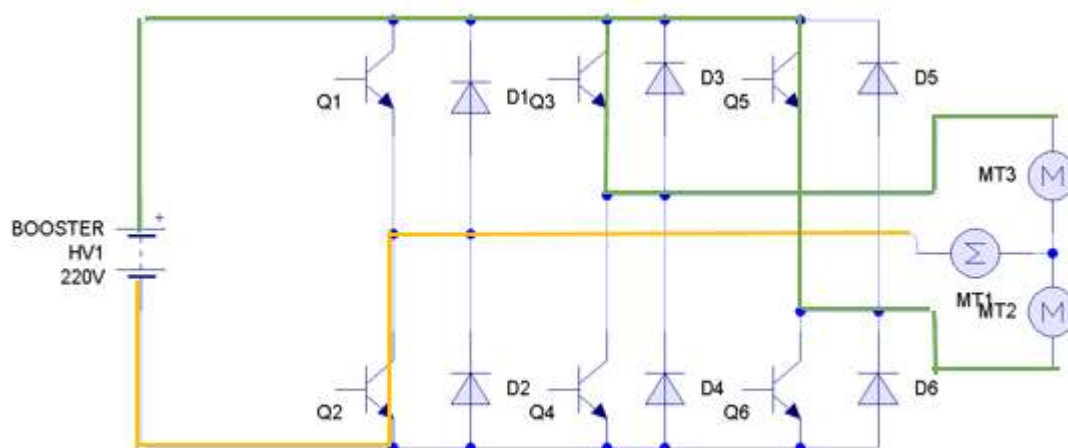 Q1
D1
Q3
D3
Q5
D5
BOOSTER
HV1
220V
+
MT3
Σ
MT1
M
MT2
M
Q2
D2
Q4
D4
Q6
D6